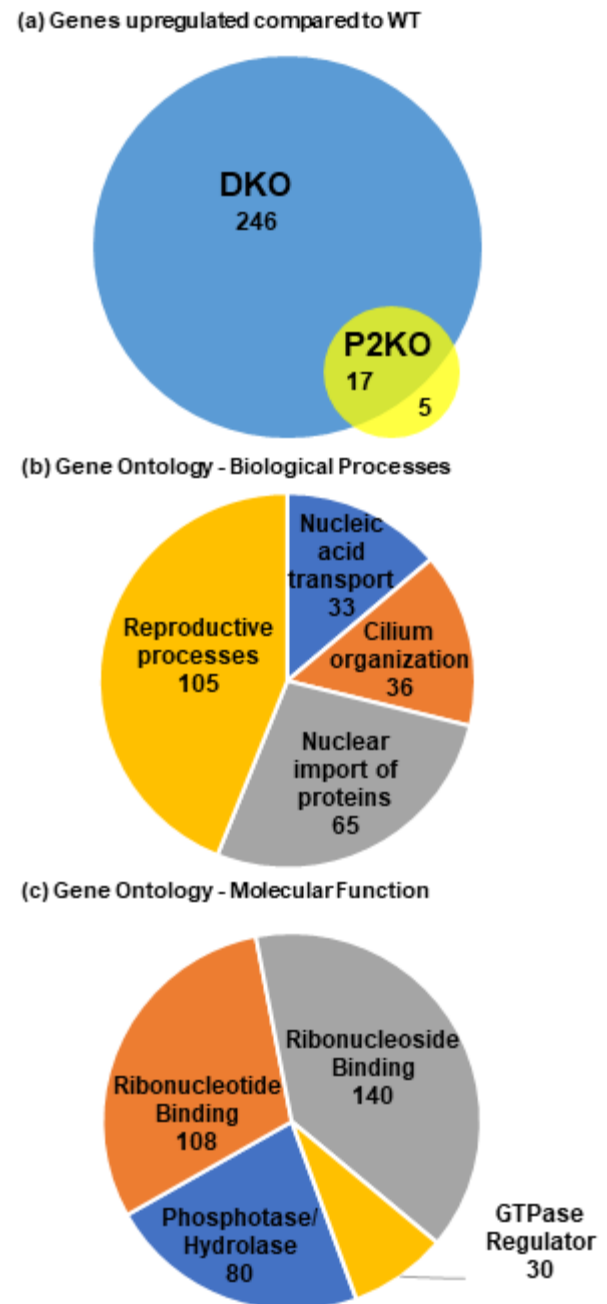 (a) Genes upregulated compared to WT
DKO
246
P2KO
17
5
(b) Gene Ontology - Biological Processes
Nucleic
acid
transport
33
Cilium
organization
36
Nuclear
import of
proteins
65
Reproductive
processes
105
(c) Gene Ontology - Molecular Function
Ribonucleoside
Binding
140
Ribonucleotide
Binding
108
Phosphotase/
Hydrolase
80
GTPase
Regulator
30